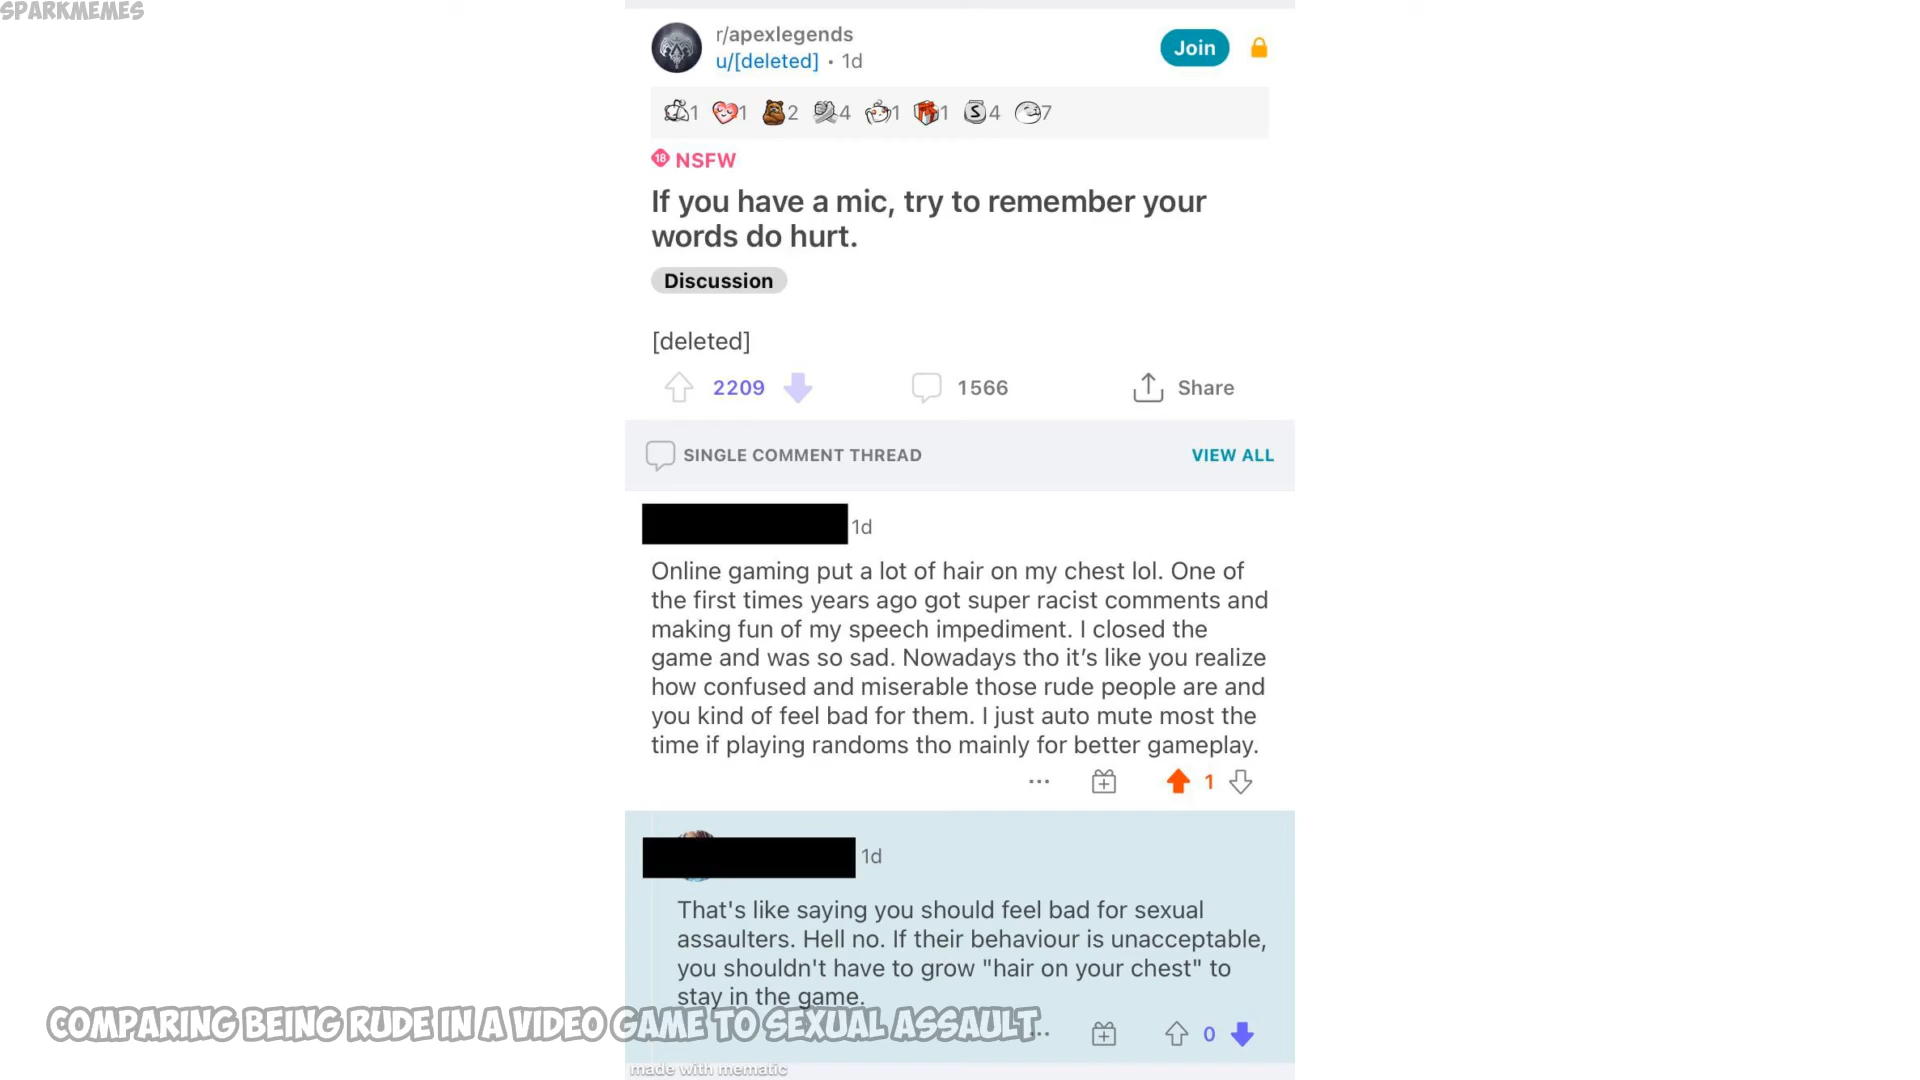 SPARKMEMES
r/apexlegends
u/[deleted] • 1d
Join
1 1 2 4 1 1 4 7
18 NSFW
If you have a mic, try to remember your
words do hurt.
Discussion
[deleted]
2209 1566 Share
SINGLE COMMENT THREAD VIEW ALL
1d
Online gaming put a lot of hair on my chest lol. One of
the first times years ago got super racist comments and
making fun of my speech impediment. I closed the
game and was so sad. Nowadays tho it’s like you realize
how confused and miserable those rude people are and
you kind of feel bad for them. I just auto mute most the
time if playing randoms tho mainly for better gameplay.
... 1
1d
That's like saying you should feel bad for sexual
assaulters. Hell no. If their behaviour is unacceptable,
you shouldn't have to grow "hair on your chest" to
stay in the game.
COMPARING BEING RUDE IN A VIDEO GAME TO SEXUAL ASSAULT
... 0
made with mematic